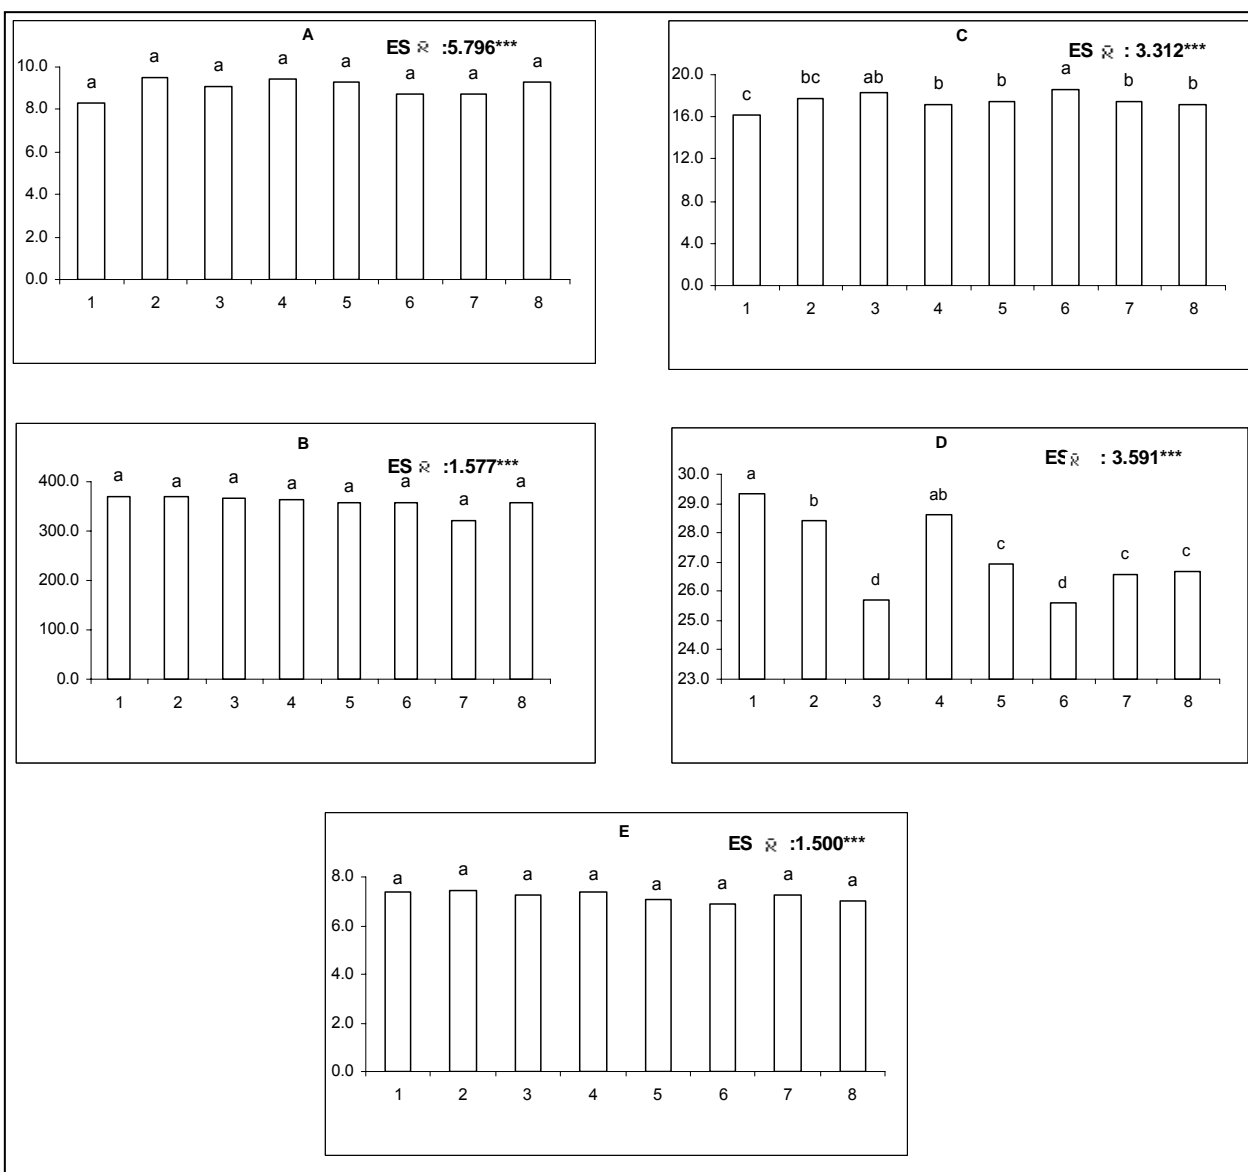 A
ES x̄ :5.796***
a a a a a a a a
10.0
8.0
6.0
4.0
2.0
0.0
1 2 3 4 5 6 7 8
C
ES x̄ : 3.312***
c bc ab b b a b b
20.0
16.0
12.0
8.0
4.0
0.0
1 2 3 4 5 6 7 8
B
ES x̄ :1.577***
a a a a a a a a
400.0
300.0
200.0
100.0
0.0
1 2 3 4 5 6 7 8
D
ES x̄ : 3.591***
a b d ab c d c c
30.0
29.0
28.0
27.0
26.0
25.0
24.0
23.0
1 2 3 4 5 6 7 8
E
ES x̄ :1.500***
a a a a a a a a
8.0
6.0
4.0
2.0
0.0
1 2 3 4 5 6 7 8